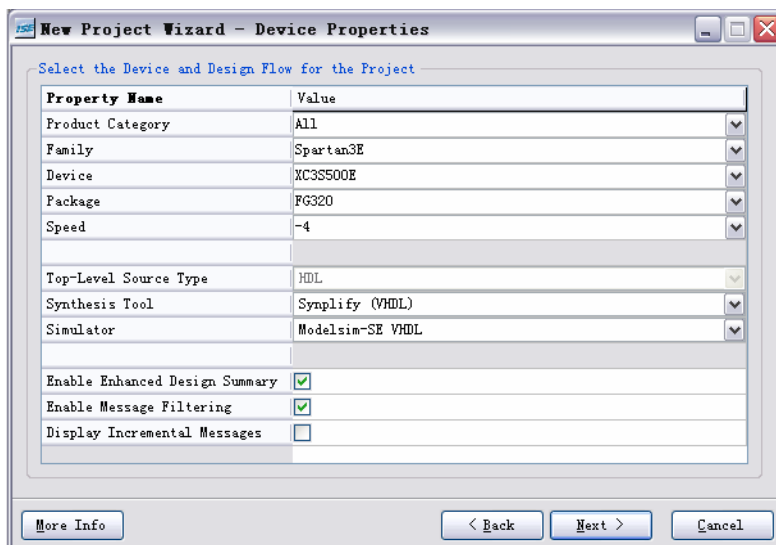 ISE New Project Wizard - Device Properties
Select the Device and Design Flow for the Project
Property Name Value
Product Category All
Family Spartan3E
Device XC3S500E
Package FG320
Speed -4
Top-Level Source Type HDL
Synthesis Tool Synplify (VHDL)
Simulator Modelsim-SE VHDL
Enable Enhanced Design Summary
Enable Message Filtering
Display Incremental Messages
More Info < Back Next > Cancel